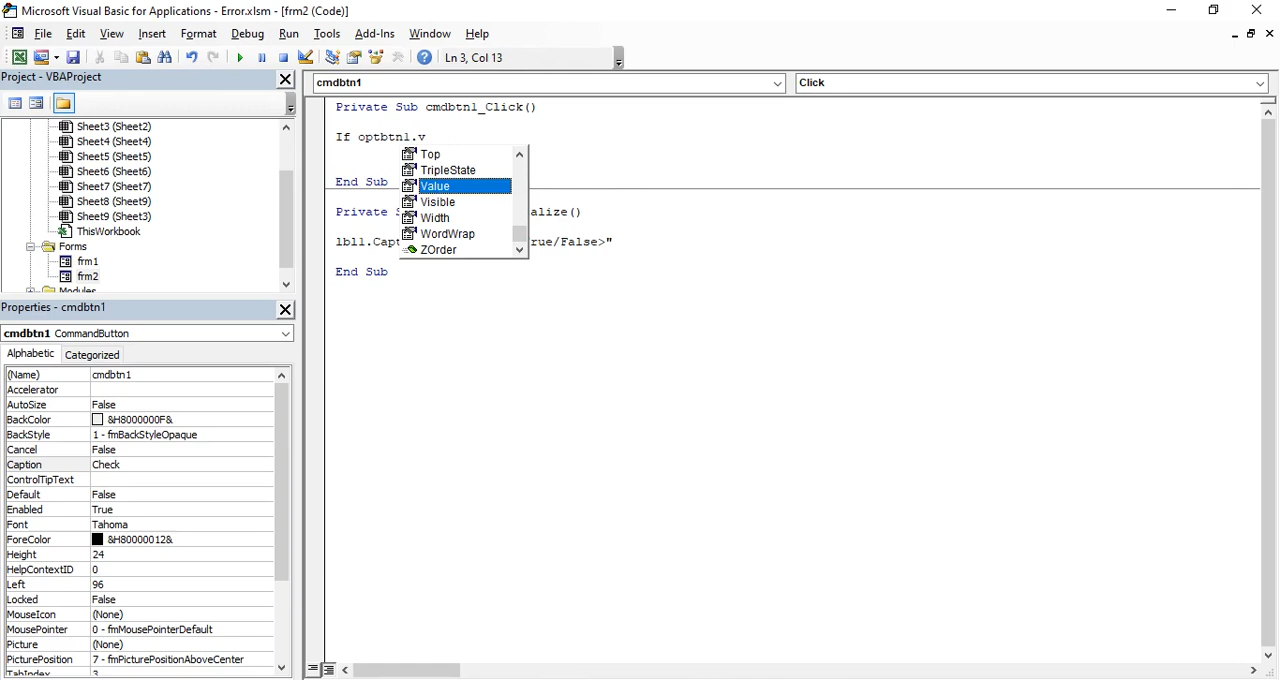 Microsoft Visual Basic for Applications - Error.xlsm - [frm2 (Code)]
File Edit View Insert Format Debug Run Tools Add-Ins Window Help
Ln 3, Col 13
Project - VBAProject
Sheet3 (Sheet2)
Sheet4 (Sheet4)
Sheet5 (Sheet5)
Sheet6 (Sheet6)
Sheet7 (Sheet7)
Sheet8 (Sheet9)
Sheet9 (Sheet3)
ThisWorkbook
Forms
frm1
frm2
Modules
Properties - cmdbtn1
cmdbtn1 CommandButton
Alphabetic Categorized
(Name) cmdbtn1
Accelerator
AutoSize False
BackColor &H8000000F&
BackStyle 1 - fmBackStyleOpaque
Cancel False
Caption Check
ControlTipText
Default False
Enabled True
Font Tahoma
ForeColor &H80000012&
Height 24
HelpContextID 0
Left 96
Locked False
MouseIcon (None)
MousePointer 0 - fmMousePointerDefault
Picture (None)
PicturePosition 7 - fmPicturePositionAboveCenter
TabIndex 3
cmdbtn1 Click
Private Sub cmdbtn1_Click()
If optbtn1.v
Top
TripleState
Value
Visible
Width
WordWrap
ZOrder
End Sub
Private S alize()
lbl1.Capt rue/False>"
End Sub